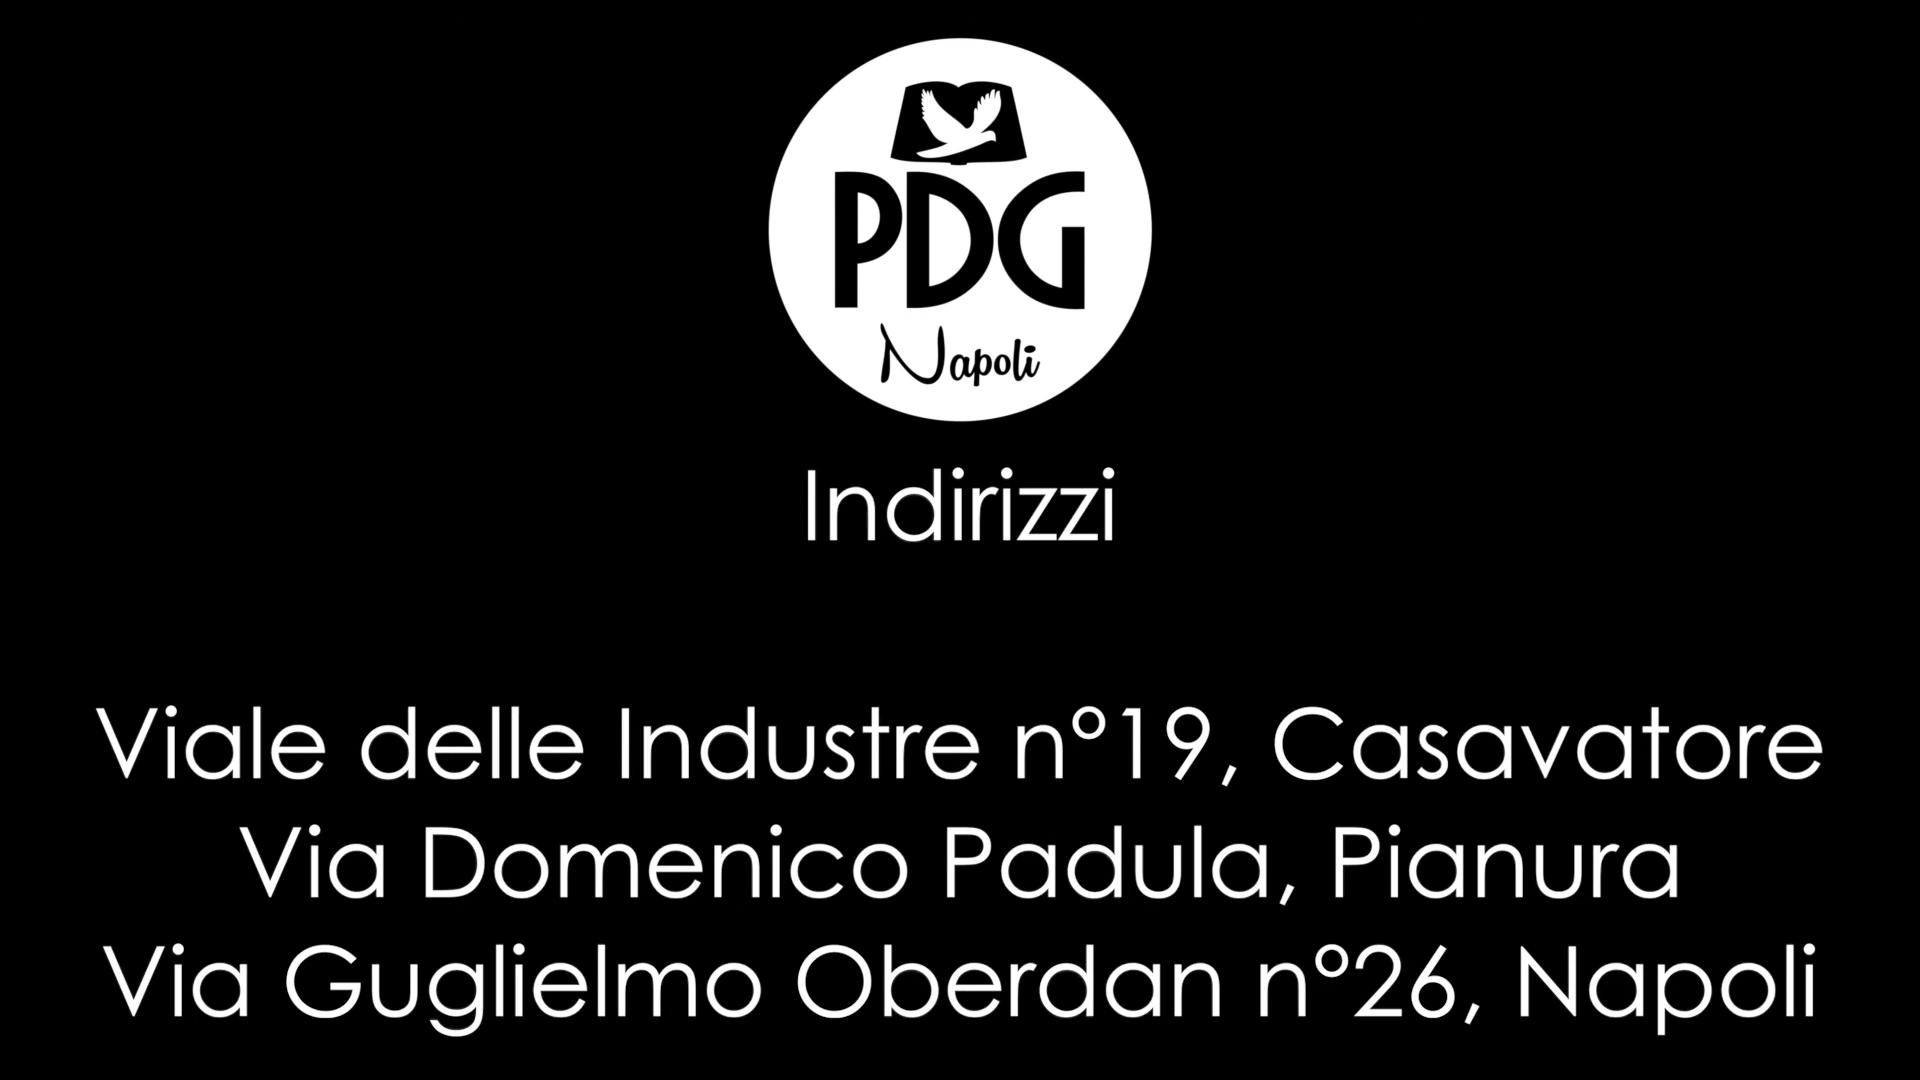 PDG
Napoli
Indirizzi
Viale delle Industre n°19, Casavatore
Via Domenico Padula, Pianura
Via Guglielmo Oberdan n°26, Napoli